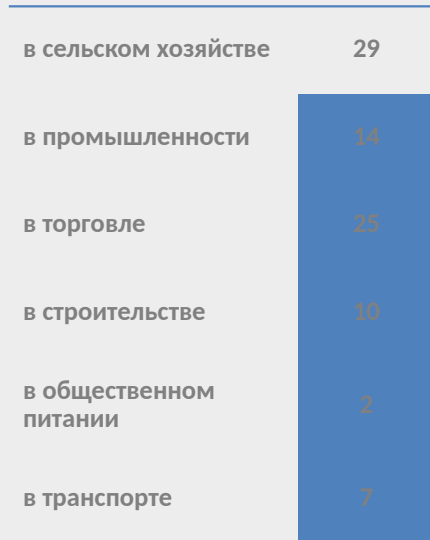 в сельском хозяйстве 29
в промышленности 14
в торговле 25
в строительстве 10
в общественном
питании 2
в транспорте 7